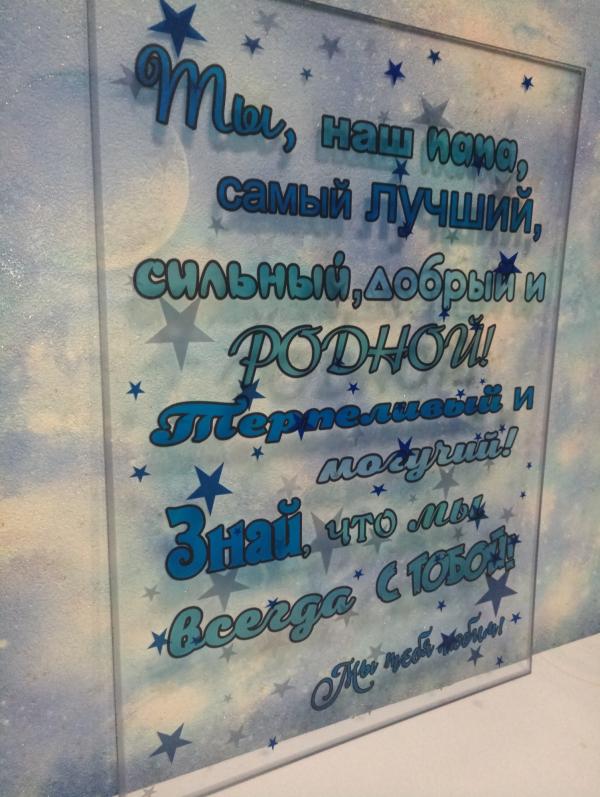 Ты, наш папа,
самый лучший,
сильный, добрый и
РОДНОЙ!
Терпеливый и
могучий!
Знай, что мы
всегда с тобой!
Мы тебя любим!